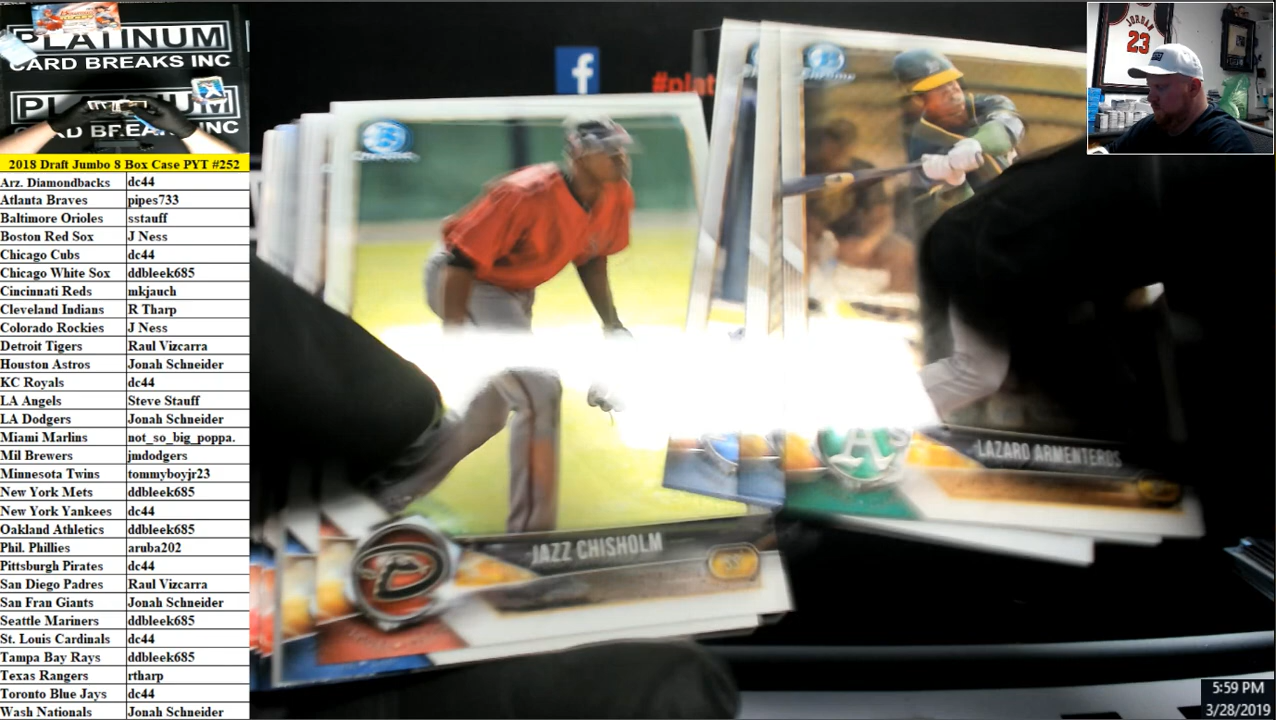 PLATINUM
CARD BREAKS INC
PLATINUM
CARD BREAKS INC
2018 Draft Jumbo 8 Box Case PYT #252
Arz. Diamondbacks dc44
Atlanta Braves pipes733
Baltimore Orioles sstauff
Boston Red Sox J Ness
Chicago Cubs dc44
Chicago White Sox ddbleek685
Cincinnati Reds mkjauch
Cleveland Indians R Tharp
Colorado Rockies J Ness
Detroit Tigers Raul Vizcarra
Houston Astros Jonah Schneider
KC Royals dc44
LA Angels Steve Stauff
LA Dodgers Jonah Schneider
Miami Marlins not_so_big_poppa.
Mil Brewers jmdodgers
Minnesota Twins tommyboyjr23
New York Mets ddbleek685
New York Yankees dc44
Oakland Athletics ddbleek685
Phil. Phillies aruba202
Pittsburgh Pirates dc44
San Diego Padres Raul Vizcarra
San Fran Giants Jonah Schneider
Seattle Mariners ddbleek685
St. Louis Cardinals dc44
Tampa Bay Rays ddbleek685
Texas Rangers rtharp
Toronto Blue Jays dc44
Wash Nationals Jonah Schneider
f
#plat
Chrome
JAZZ CHISHOLM
Chrome
A's
LAZARO ARMENTEROS
JORDAN
23
5:59 PM
3/28/2019